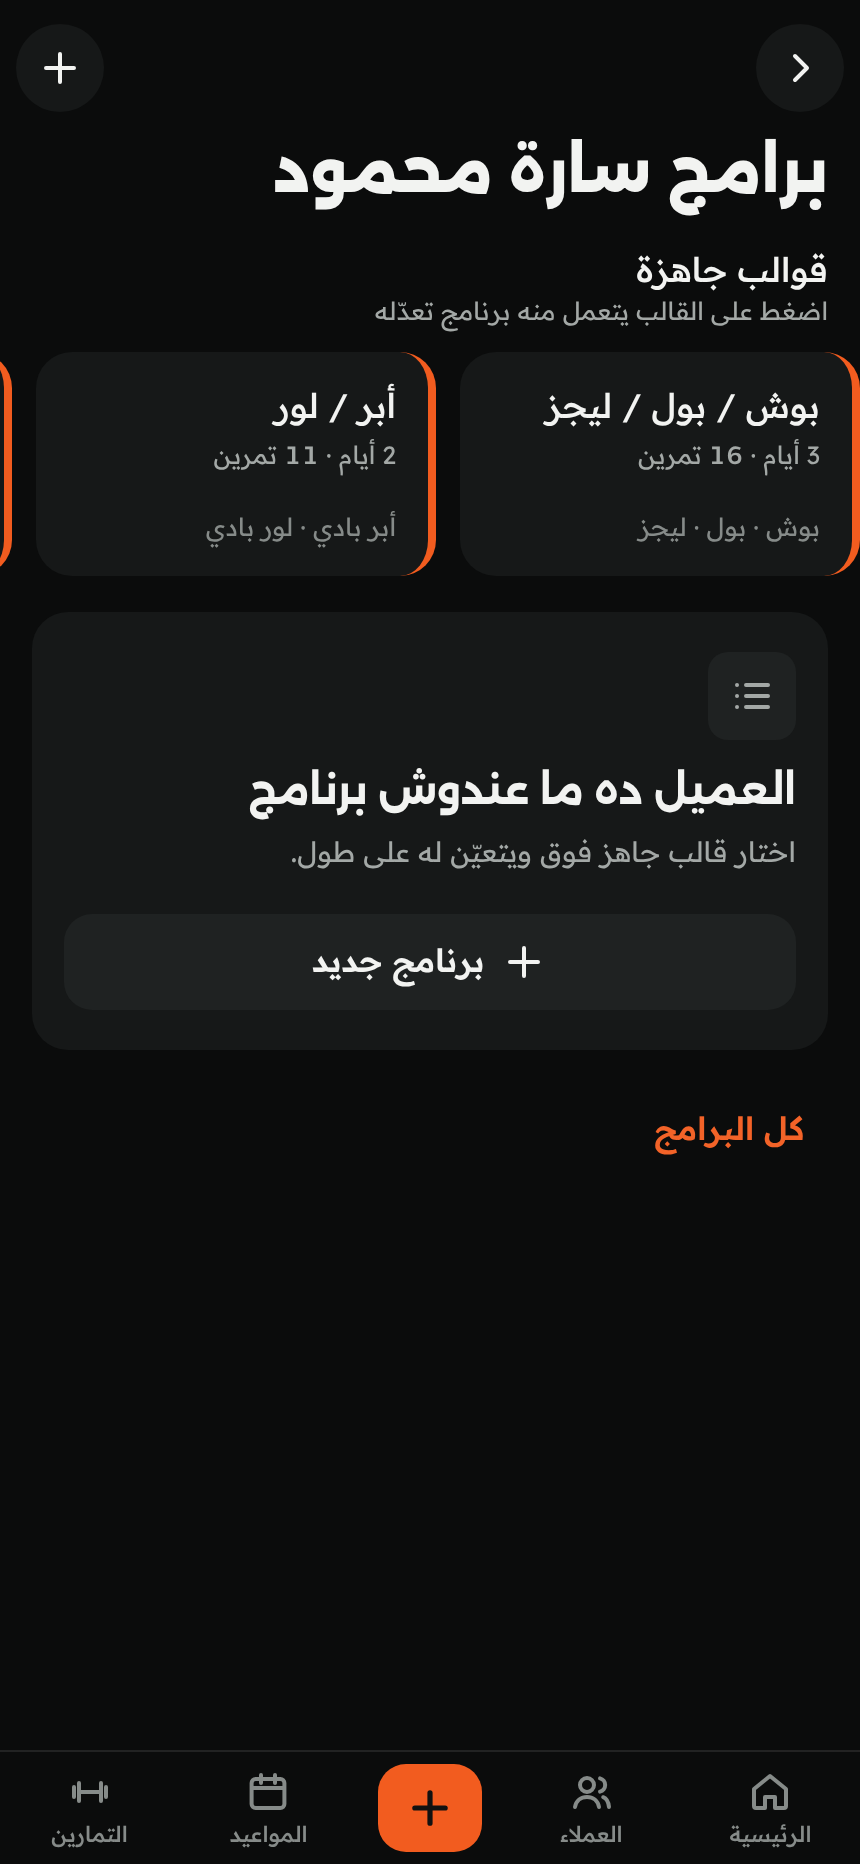 برامج سارة محمود
قوالب جاهزة
اضغط على القالب يتعمل منه برنامج تعدّله
بوش / بول / ليجز
3 أيام · 16 تمرين
بوش · بول · ليجز
أبر / لور
2 أيام · 11 تمرين
أبر بادي · لور بادي
العميل ده ما عندوش برنامج
اختار قالب جاهز فوق ويتعيّن له على طول.
برنامج جديد
كل البرامج
الرئيسية
العملاء
المواعيد
التمارين